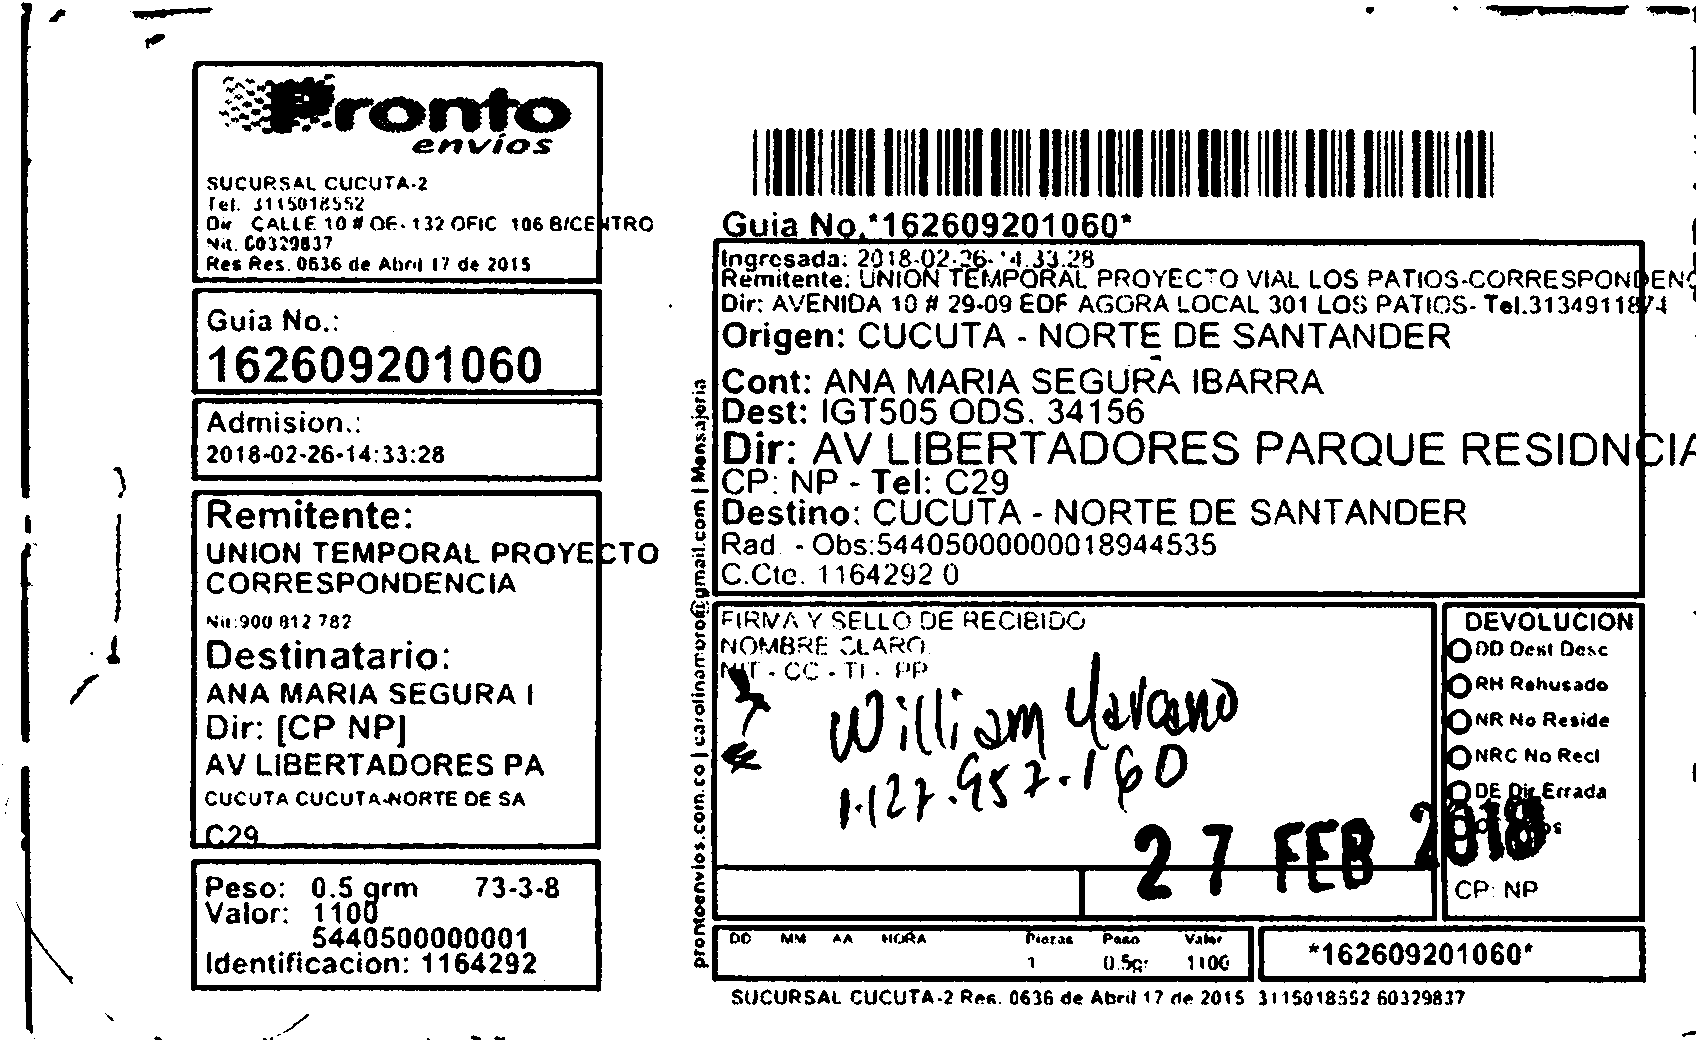 Pronto
envíos
SUCURSAL CUCUTA-2
Tel. 3115018552
Dir CALLE 10 # OE-132 OFIC 106 B/CENTRO
Nit. 60329837
Res Res. 0636 de Abril 17 de 2015
Guia No.:
162609201060
Admision.:
2018-02-26-14:33:28
Remitente:
UNION TEMPORAL PROYECTO
CORRESPONDENCIA
Nit:900 812 782
Destinatario:
ANA MARIA SEGURA I
Dir: [CP NP]
AV LIBERTADORES PA
CUCUTA CUCUTA-NORTE DE SA
C29
Peso: 0.5 grm 73-3-8
Valor: 1100
5440500000001
Identificacion: 1164292
prontoenvios.com.co | carolinamoro@gmail.com | Mensajeria
Guia No.*162609201060*
Ingresada: 2018-02-26-14.33.28
Remitente: UNION TEMPORAL PROYECTO VIAL LOS PATIOS-CORRESPONDENC
Dir: AVENIDA 10 # 29-09 EDF AGORA LOCAL 301 LOS PATIOS- Tel.3134911874
Origen: CUCUTA - NORTE DE SANTANDER
Cont: ANA MARIA SEGURA IBARRA
Dest: IGT505 ODS. 34156
Dir: AV LIBERTADORES PARQUE RESIDNCIA
CP: NP - Tel: C29
Destino: CUCUTA - NORTE DE SANTANDER
Rad. - Obs:54405000000018944535
C.Cte. 1164292 0
FIRMA Y SELLO DE RECIBIDO
NOMBRE CLARO
NIT - CC - TI - PP
William
1.127.957.160
27 FEB 2018
DEVOLUCION
DD Dest Desc
RH Rehusado
NR No Reside
NRC No Recl
DE Dir Errada
CP: NP
DD MM AA HORA Piezas Peso Valor
1 0.5gr 1100
*162609201060*
SUCURSAL CUCUTA-2 Res. 0636 de Abril 17 de 2015 3115018552 60329837